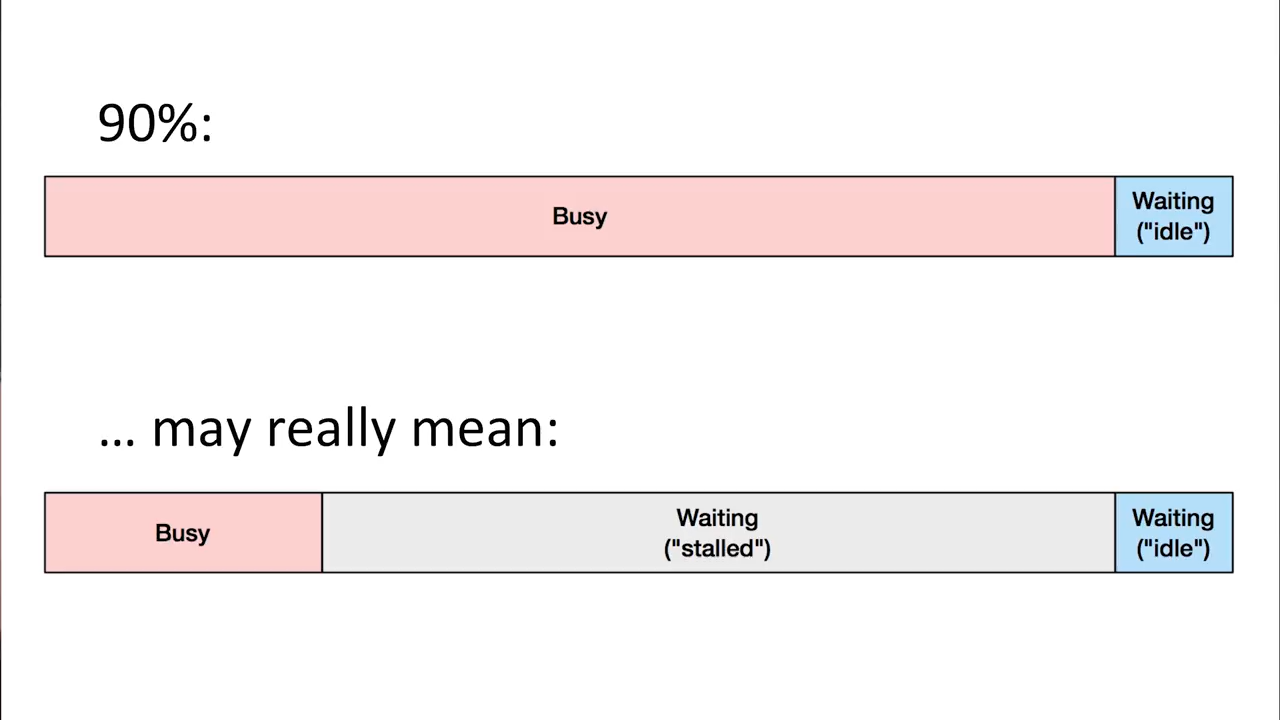 90%:
Busy
Waiting
("idle")
... may really mean:
Busy
Waiting
("stalled")
Waiting
("idle")